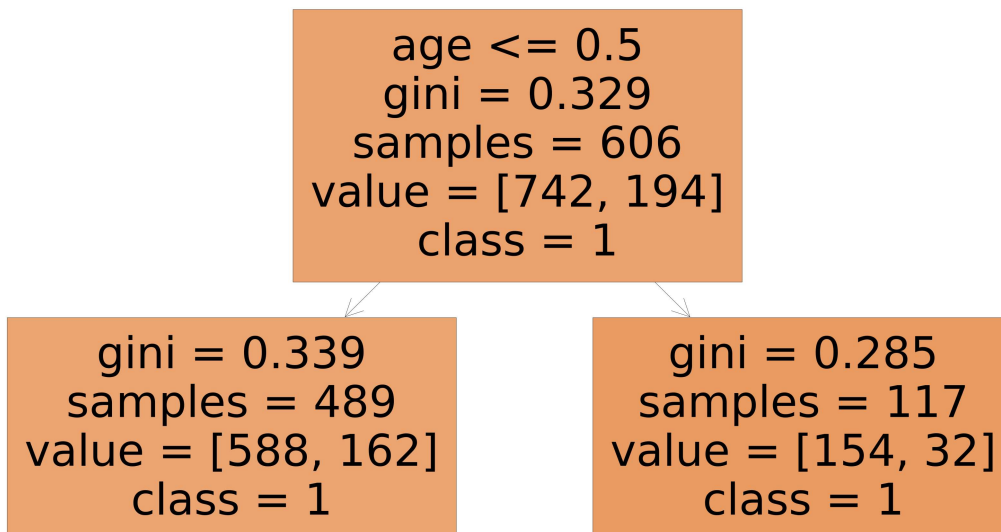 age <= 0.5
gini = 0.329
samples = 606
value = [742, 194]
class = 1
gini = 0.339
samples = 489
value = [588, 162]
class = 1
gini = 0.285
samples = 117
value = [154, 32]
class = 1